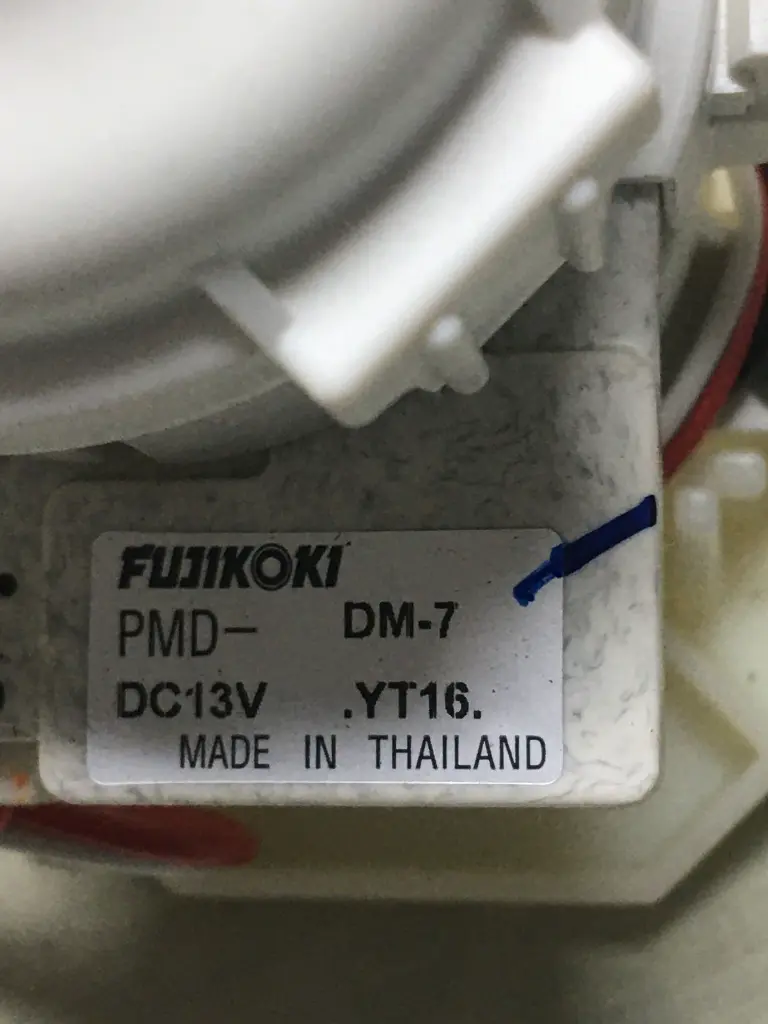 FUJIKOKI
PMD- DM-7
DC13V .YT16.
MADE IN THAILAND